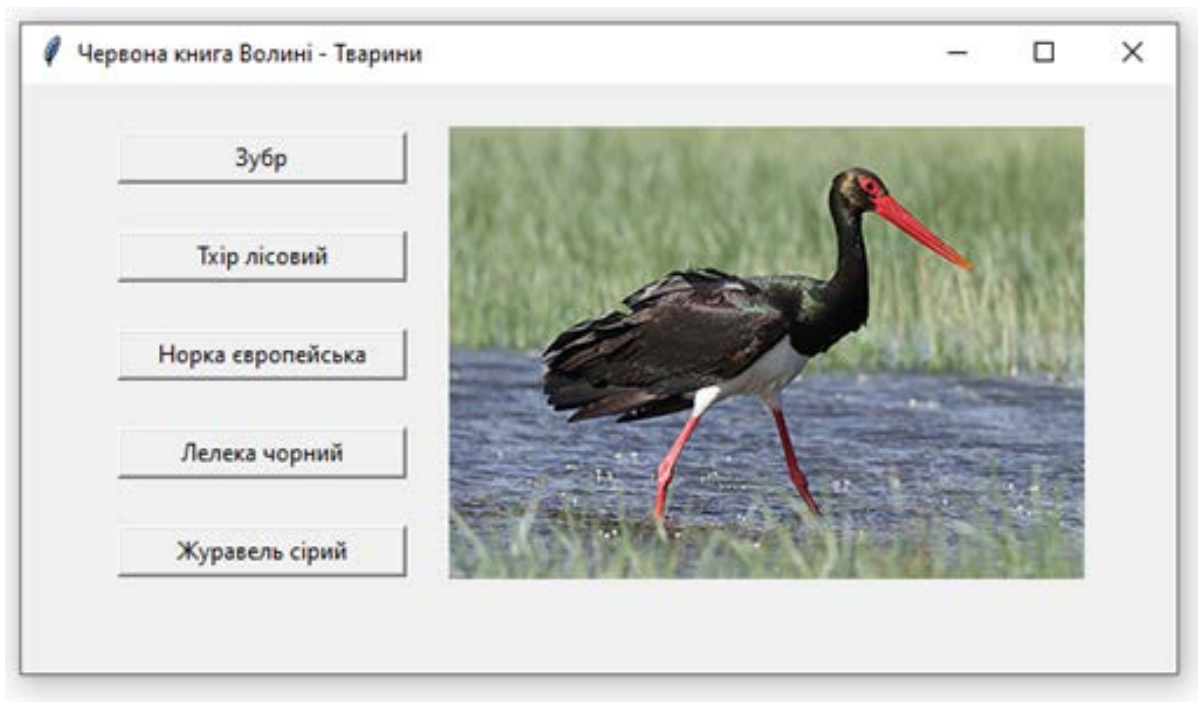 Червона книга Волині - Тварини
Зубр
Тхір лісовий
Норка європейська
Лелека чорний
Журавель сірий